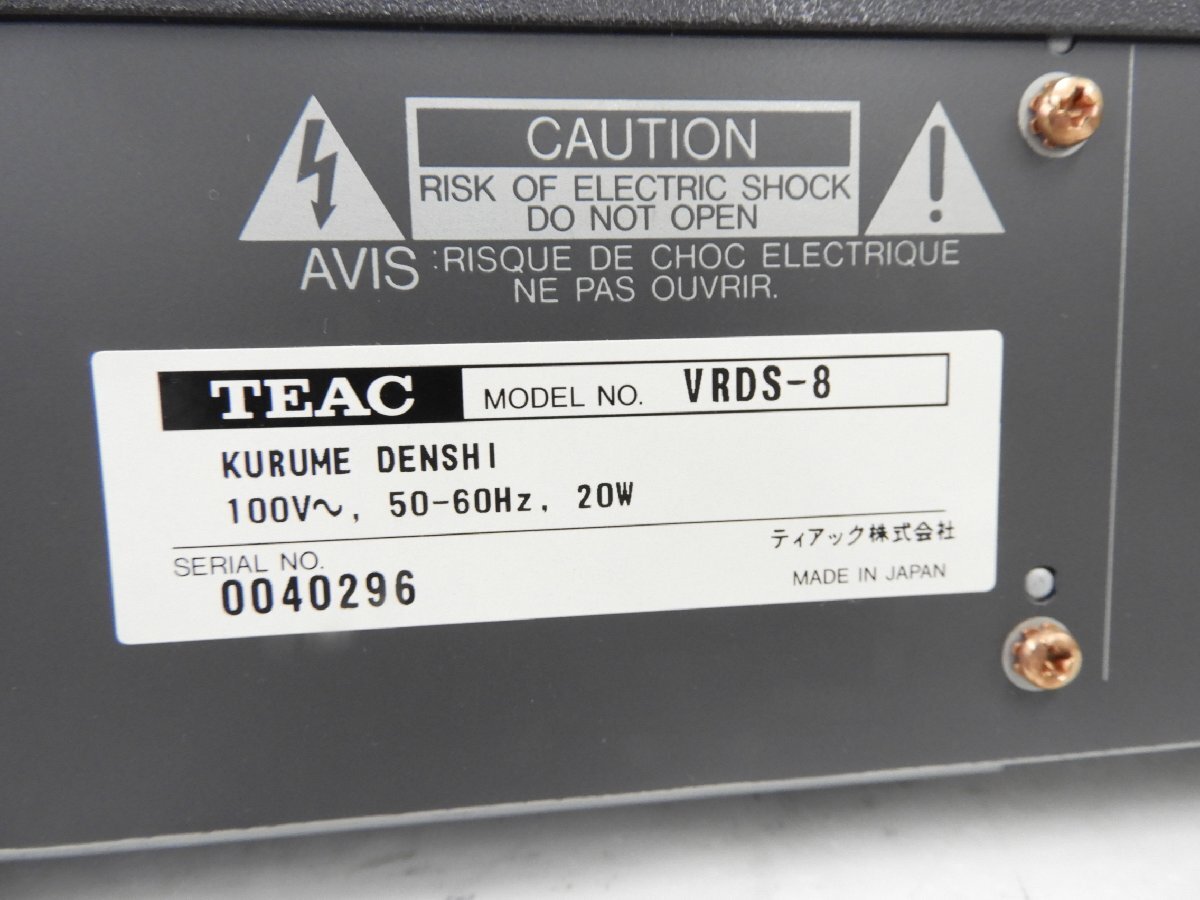 CAUTION
RISK OF ELECTRIC SHOCK
DO NOT OPEN
AVIS :RISQUE DE CHOC ELECTRIQUE
NE PAS OUVRIR.
TEAC MODEL NO. VRDS-8
KURUME DENSHI
100V～, 50-60Hz, 20W
SERIAL NO.
0040296
ティアック株式会社
MADE IN JAPAN